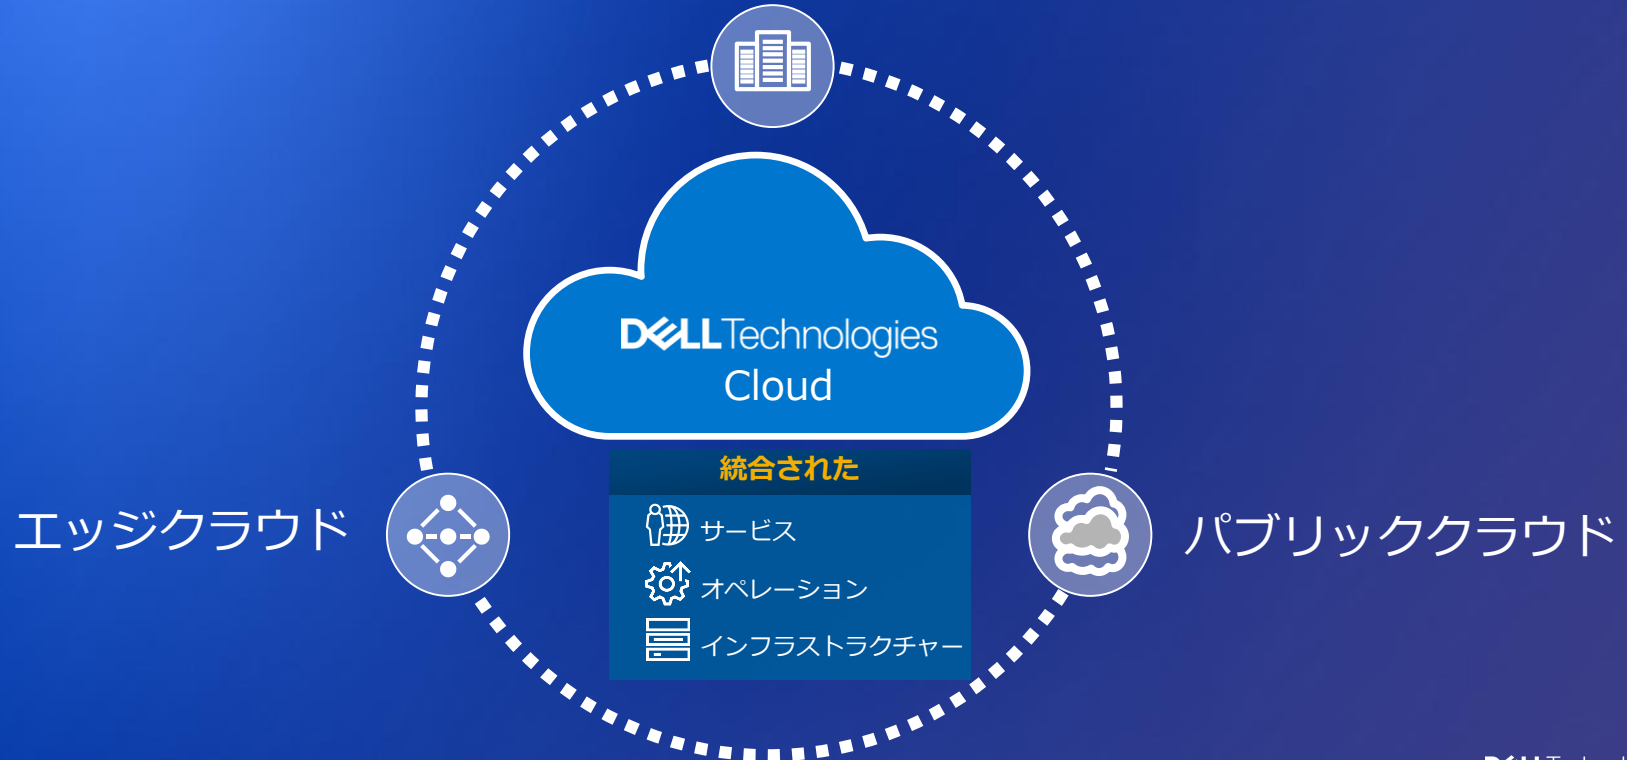 DELLTechnologies
Cloud
統合された
サービス
オペレーション
インフラストラクチャー
エッジクラウド
パブリッククラウド